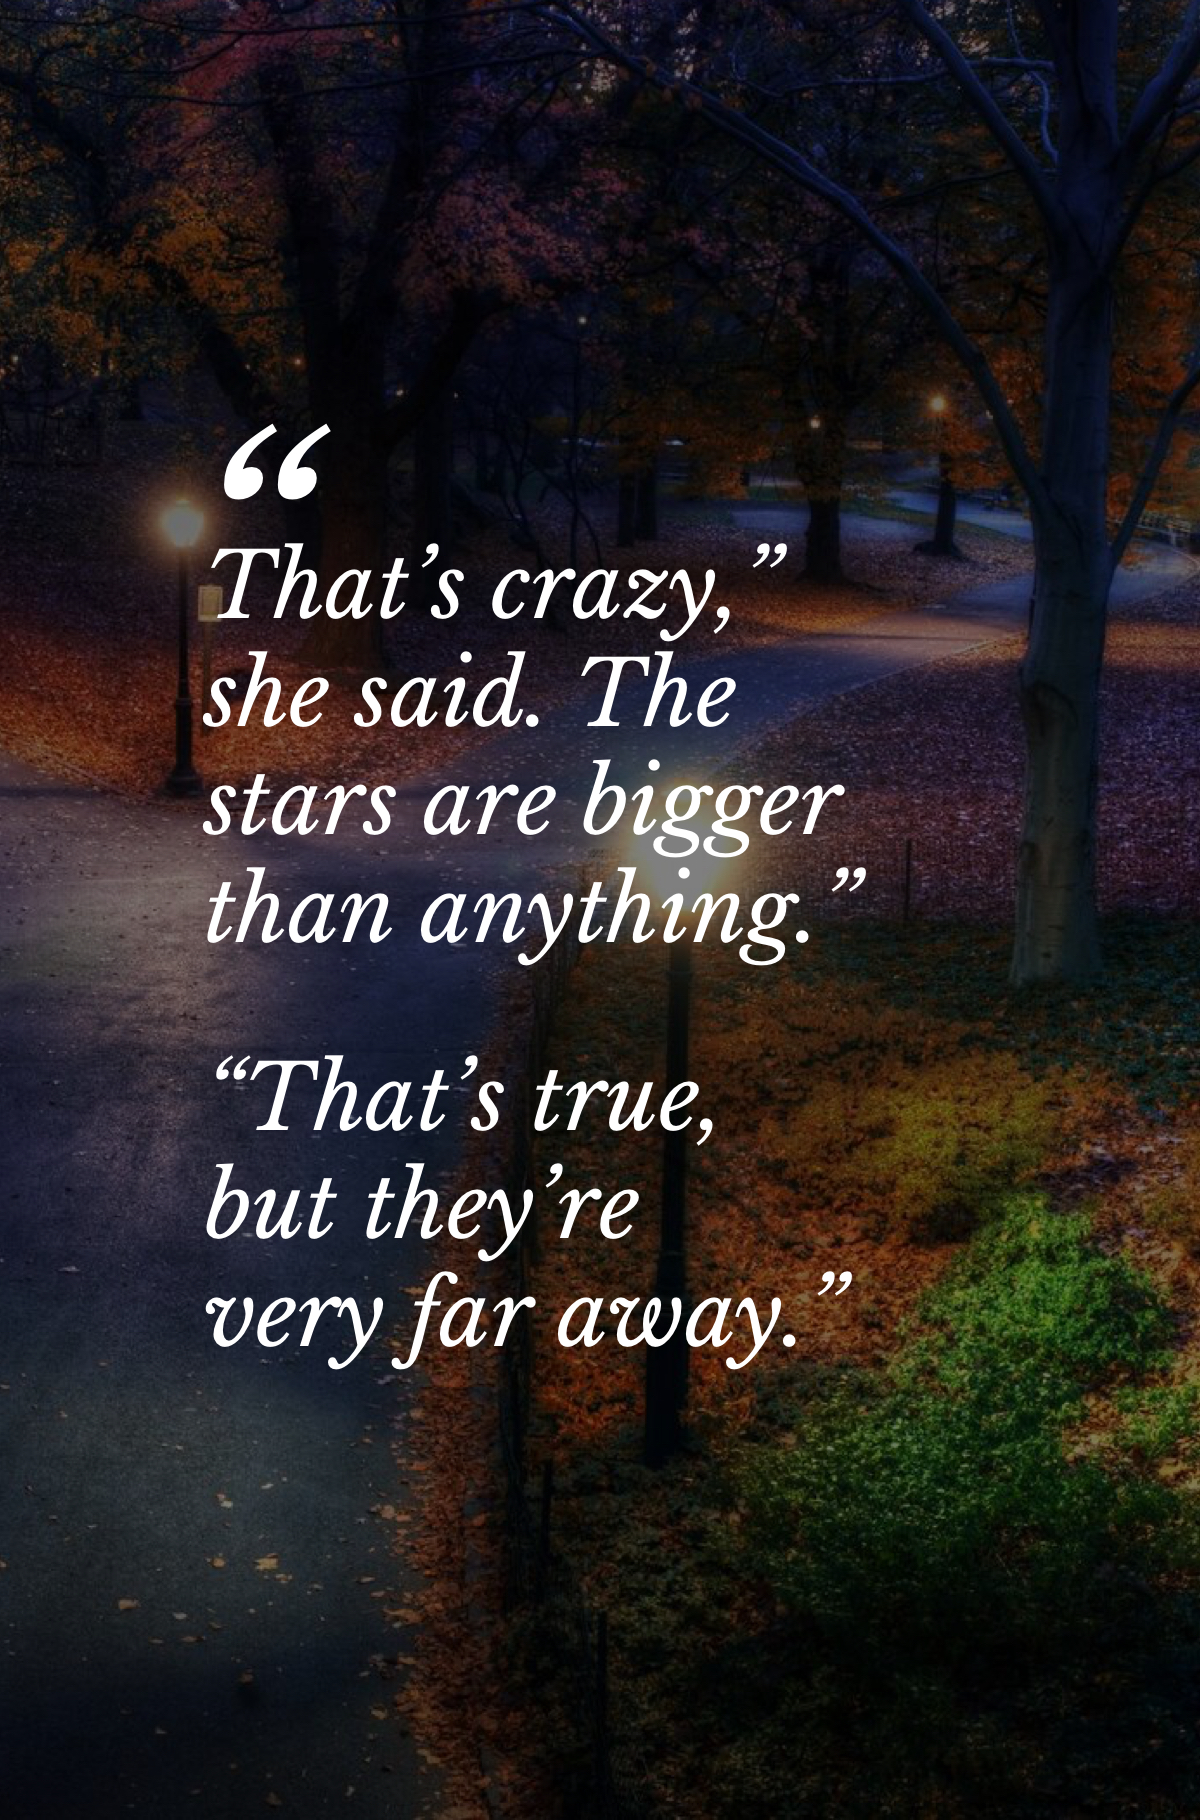 “
That’s crazy,”
she said. The
stars are bigger
than anything.”
“That’s true,
but they’re
very far away.”